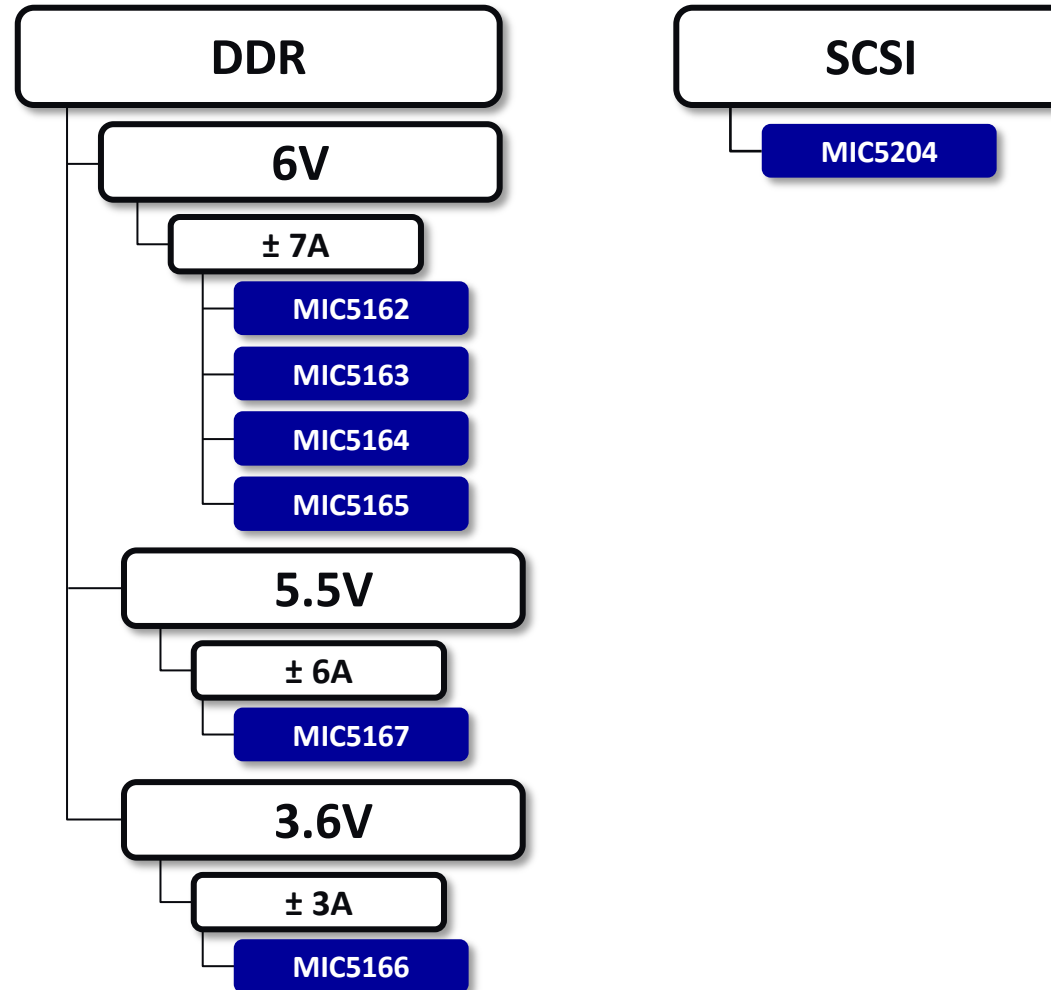 DDR
6V
± 7A
MIC5162
MIC5163
MIC5164
MIC5165
5.5V
± 6A
MIC5167
3.6V
± 3A
MIC5166
SCSI
MIC5204